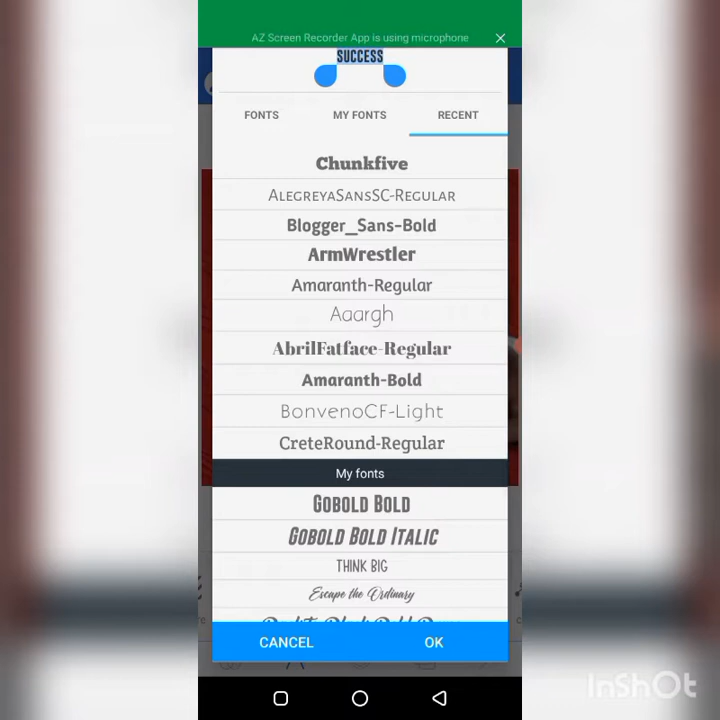 AZ Screen Recorder App is using microphone
SUCCESS
FONTS MY FONTS RECENT
Chunkfive
AlegreyaSansSC-Regular
Blogger_Sans-Bold
ArmWrestler
Amaranth-Regular
Aaargh
AbrilFatface-Regular
Amaranth-Bold
BonvenoCF-Light
CreteRound-Regular
My fonts
GOBOLD BOLD
GOBOLD BOLD ITALIC
THINK BIG
Escape the Ordinary
CANCEL OK
InShOt